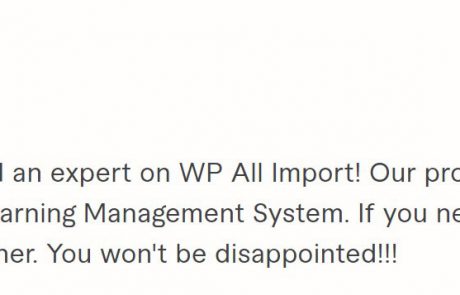 an expert on WP All Import! Our pro
arning Management System. If you ne
her. You won't be disappointed!!!